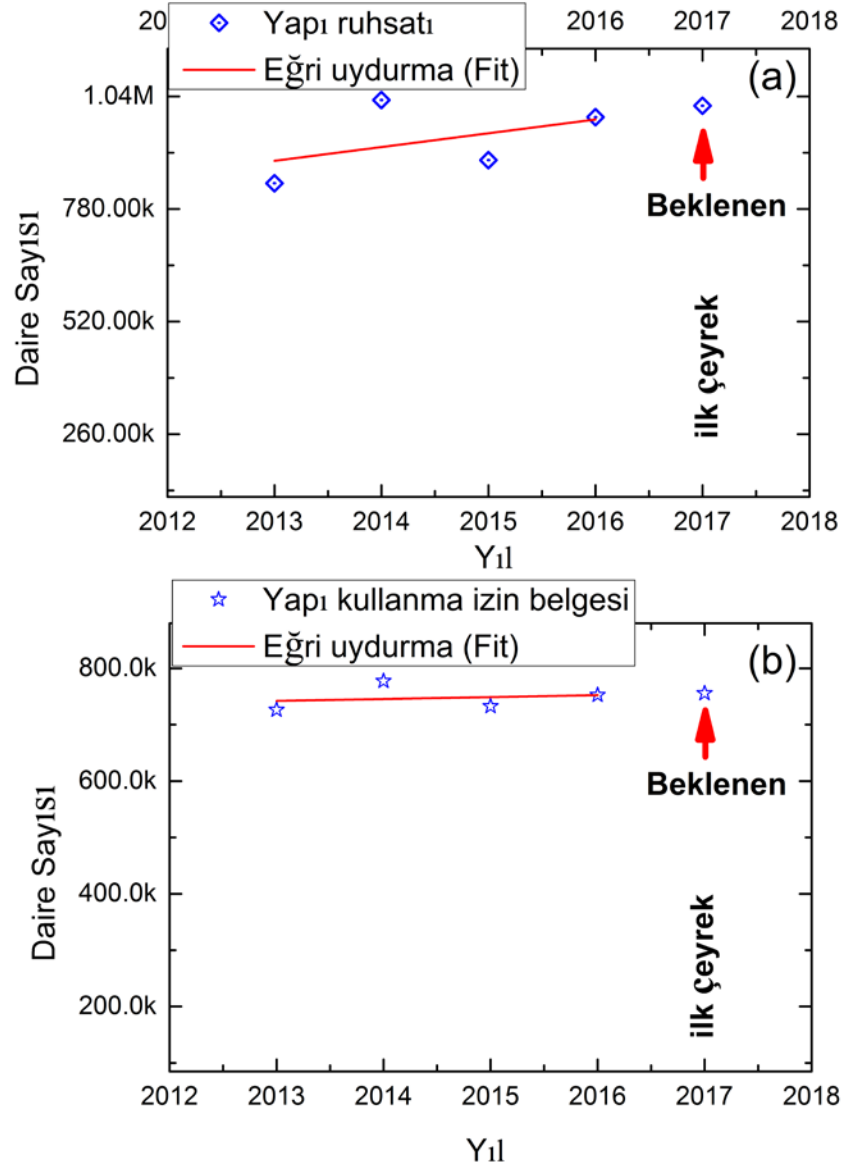 20 2016 2017 2018
Yapı ruhsatı
Eğri uydurma (Fit)
(a)
1.04M
780.00k
520.00k
260.00k
Daire Sayısı
Beklenen
ilk çeyrek
2012 2013 2014 2015 2016 2017 2018
Yıl
Yapı kullanma izin belgesi
Eğri uydurma (Fit)
(b)
800.0k
600.0k
400.0k
200.0k
Daire Sayısı
Beklenen
ilk çeyrek
2012 2013 2014 2015 2016 2017 2018
Yıl